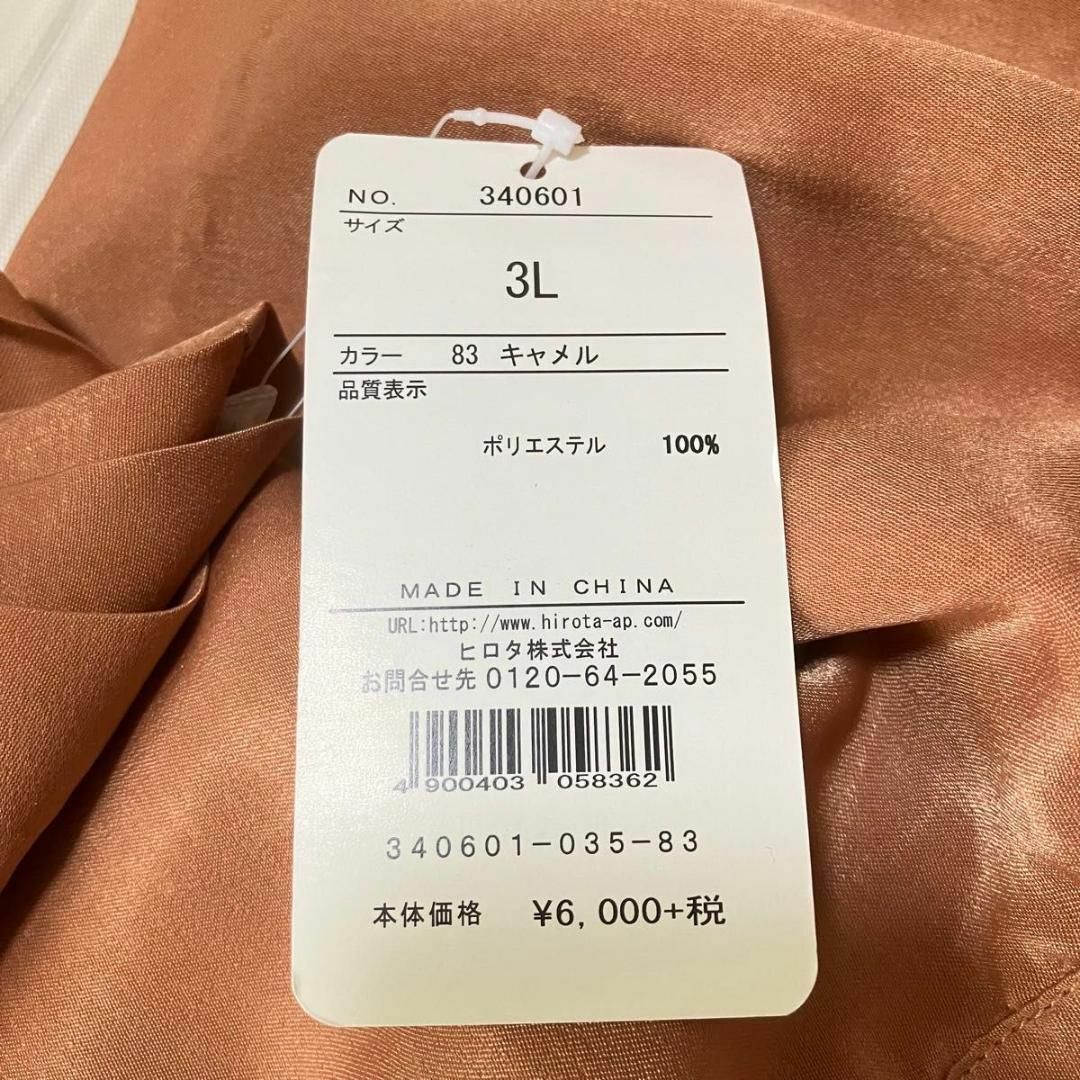 NO. 340601
サイズ
3L
カラー 83 キャメル
品質表示
ポリエステル 100%
MADE IN CHINA
URL:http://www.hirota-ap.com/
ヒロタ株式会社
お問合せ先 0120-64-2055
4 900403 058362
340601-035-83
本体価格 ¥6,000+税